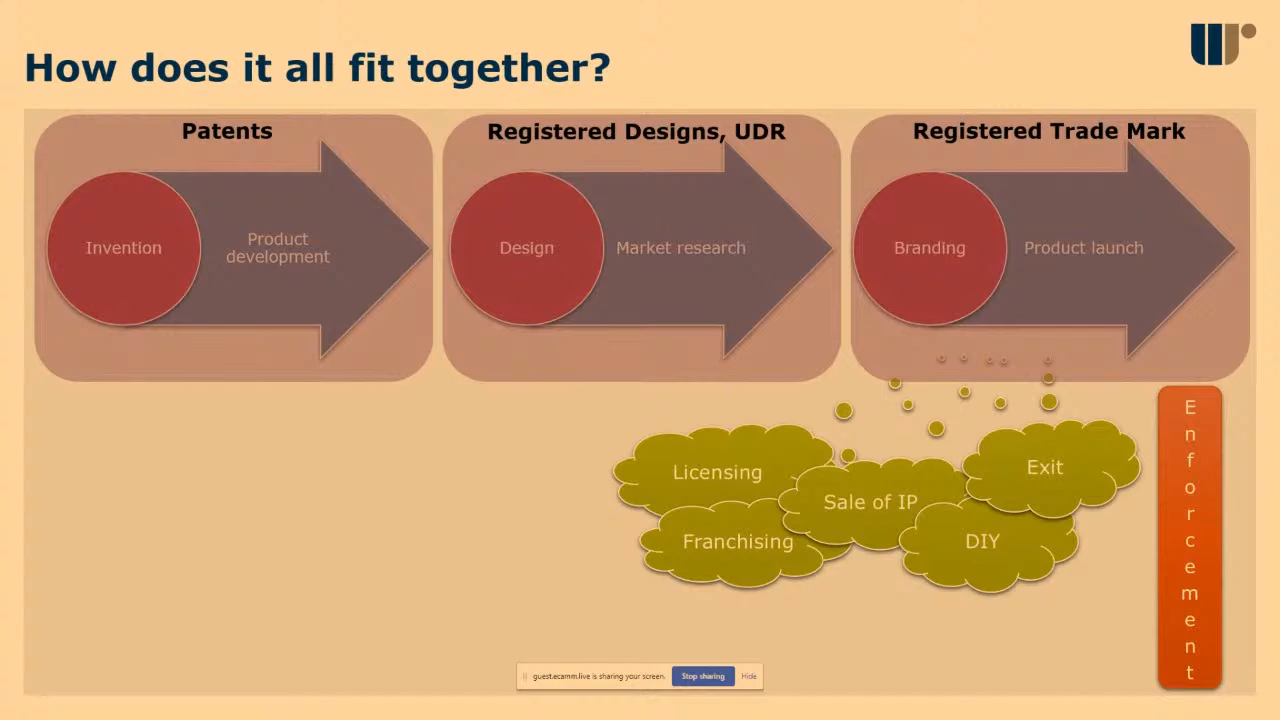 How does it all fit together?
Patents
Registered Designs, UDR
Registered Trade Mark
Invention
Product
development
Design
Market research
Branding
Product launch
Licensing
Sale of IP
Exit
Franchising
DIY
E
n
f
o
r
c
e
m
e
n
t
guest.ecamm.live is sharing your screen.
Stop sharing
Hide